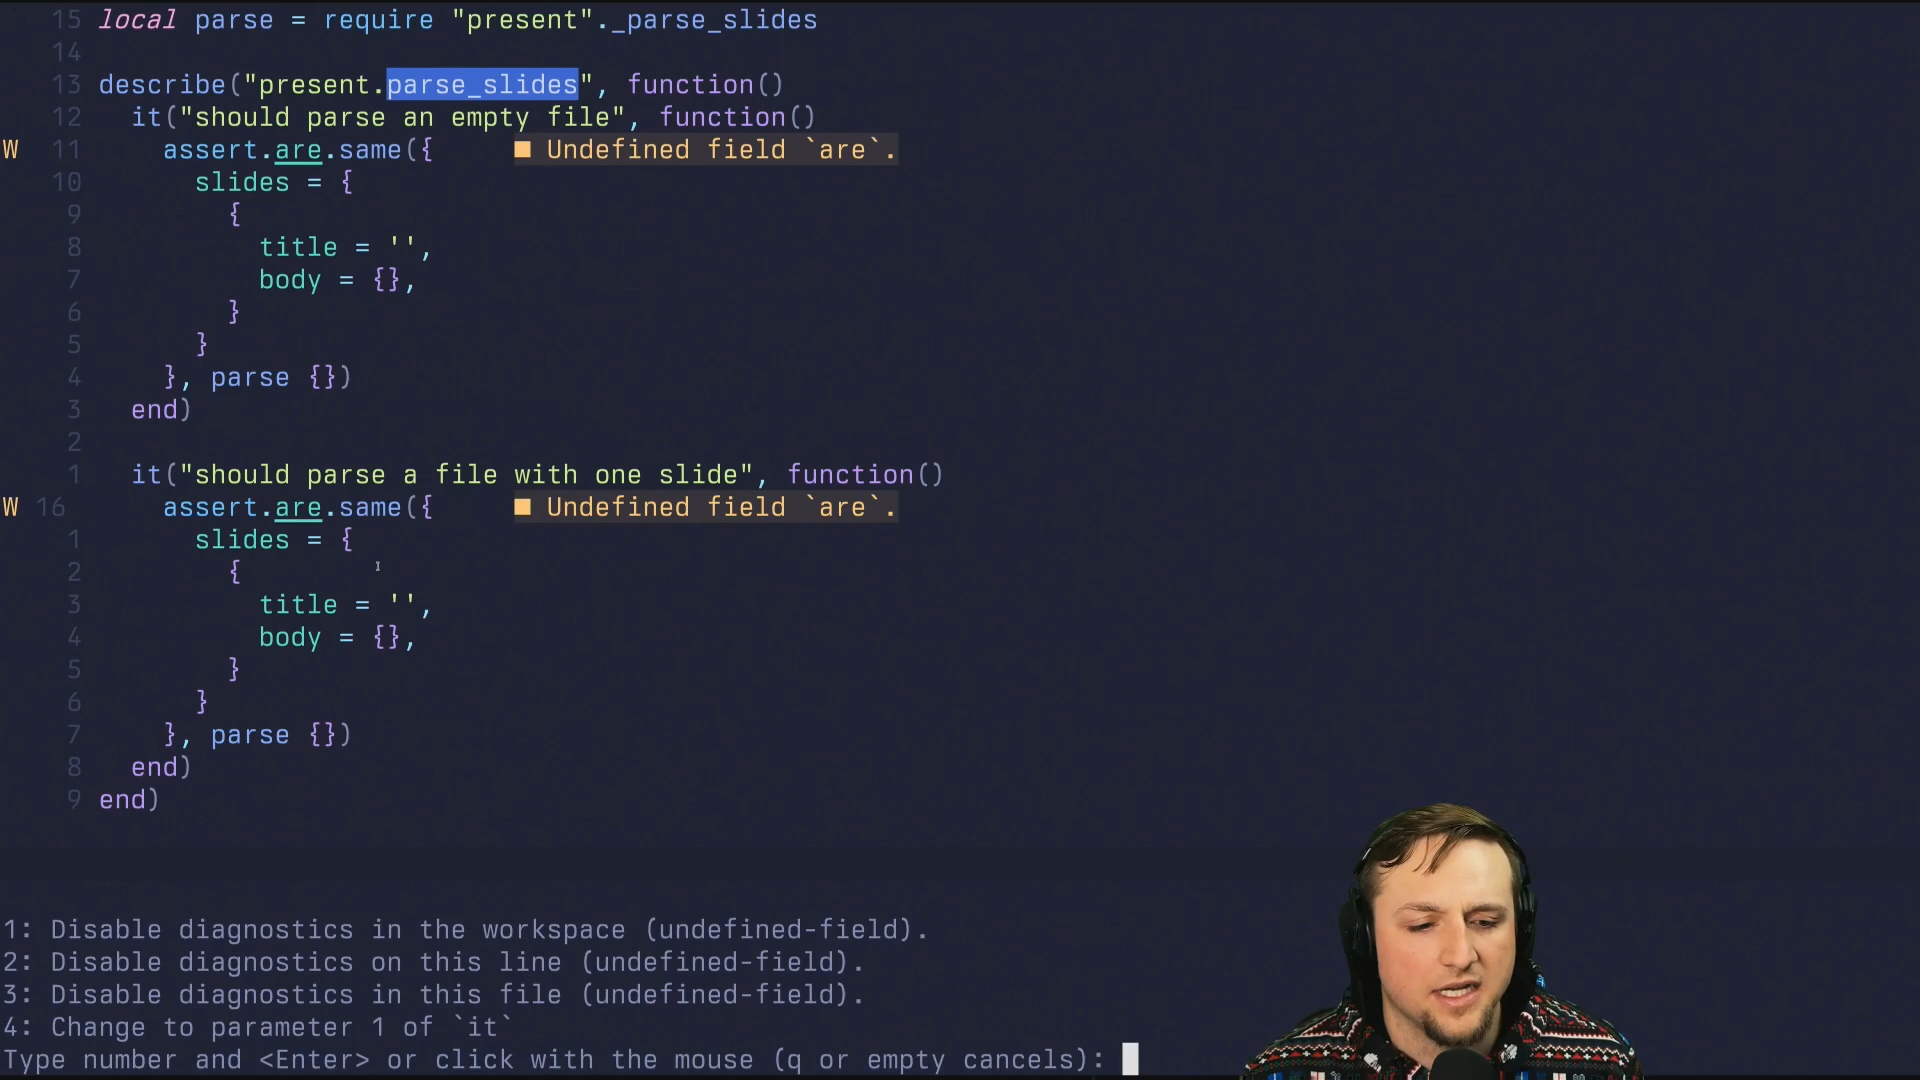 15 local parse = require "present"._parse_slides
14
13 describe("present.parse_slides", function()
12 it("should parse an empty file", function()
W 11 assert.are.same({ ■ Undefined field `are`.
10 slides = {
9 {
8 title = '',
7 body = {},
6 }
5 }
4 }, parse {})
3 end)
2
1 it("should parse a file with one slide", function()
W 16 assert.are.same({ ■ Undefined field `are`.
1 slides = {
2 {
3 title = '',
4 body = {},
5 }
6 }
7 }, parse {})
8 end)
9 end)
1: Disable diagnostics in the workspace (undefined-field).
2: Disable diagnostics on this line (undefined-field).
3: Disable diagnostics in this file (undefined-field).
4: Change to parameter 1 of `it`
Type number and <Enter> or click with the mouse (q or empty cancels):